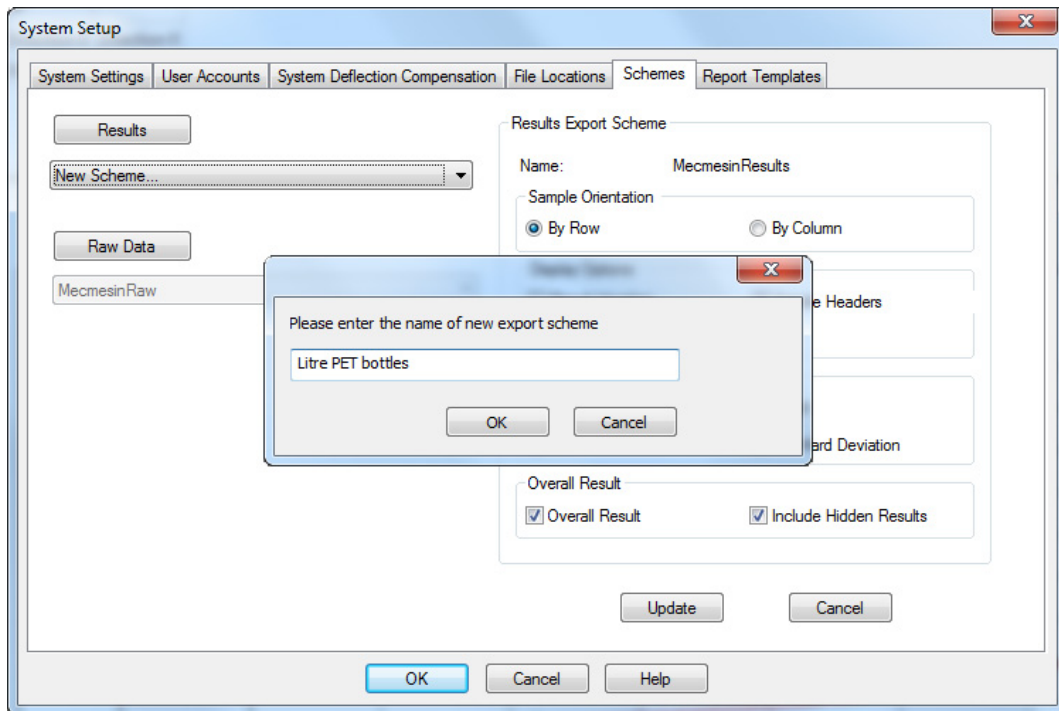 System Setup
System Settings User Accounts System Deflection Compensation File Locations Schemes Report Templates
Results
New Scheme...
Raw Data
MecmesinRaw
Results Export Scheme
Name: MecmesinResults
Sample Orientation
By Row By Column
Headers
ard Deviation
Overall Result
Overall Result Include Hidden Results
Update Cancel
Please enter the name of new export scheme
Litre PET bottles
OK Cancel
OK Cancel Help